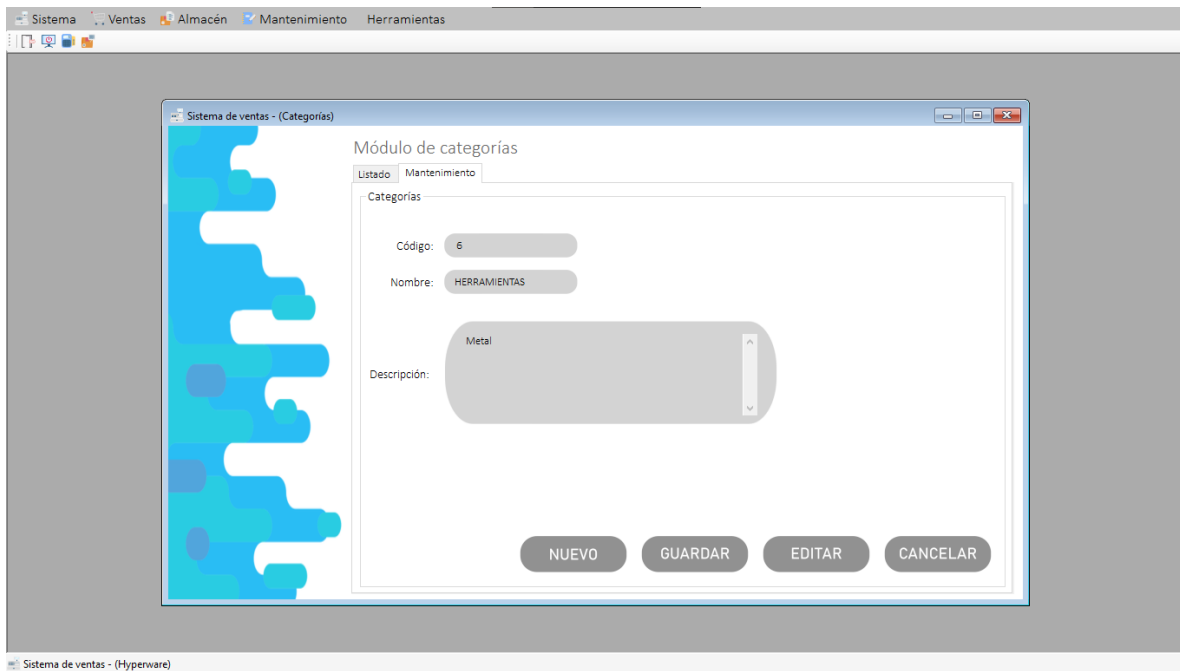 Sistema Ventas Almacén Mantenimiento Herramientas
Sistema de ventas - (Categorías)
Módulo de categorías
Listado Mantenimiento
Categorías
Código: 6
Nombre: HERRAMIENTAS
Metal
Descripción:
NUEVO GUARDAR EDITAR CANCELAR
Sistema de ventas - (Hyperware)